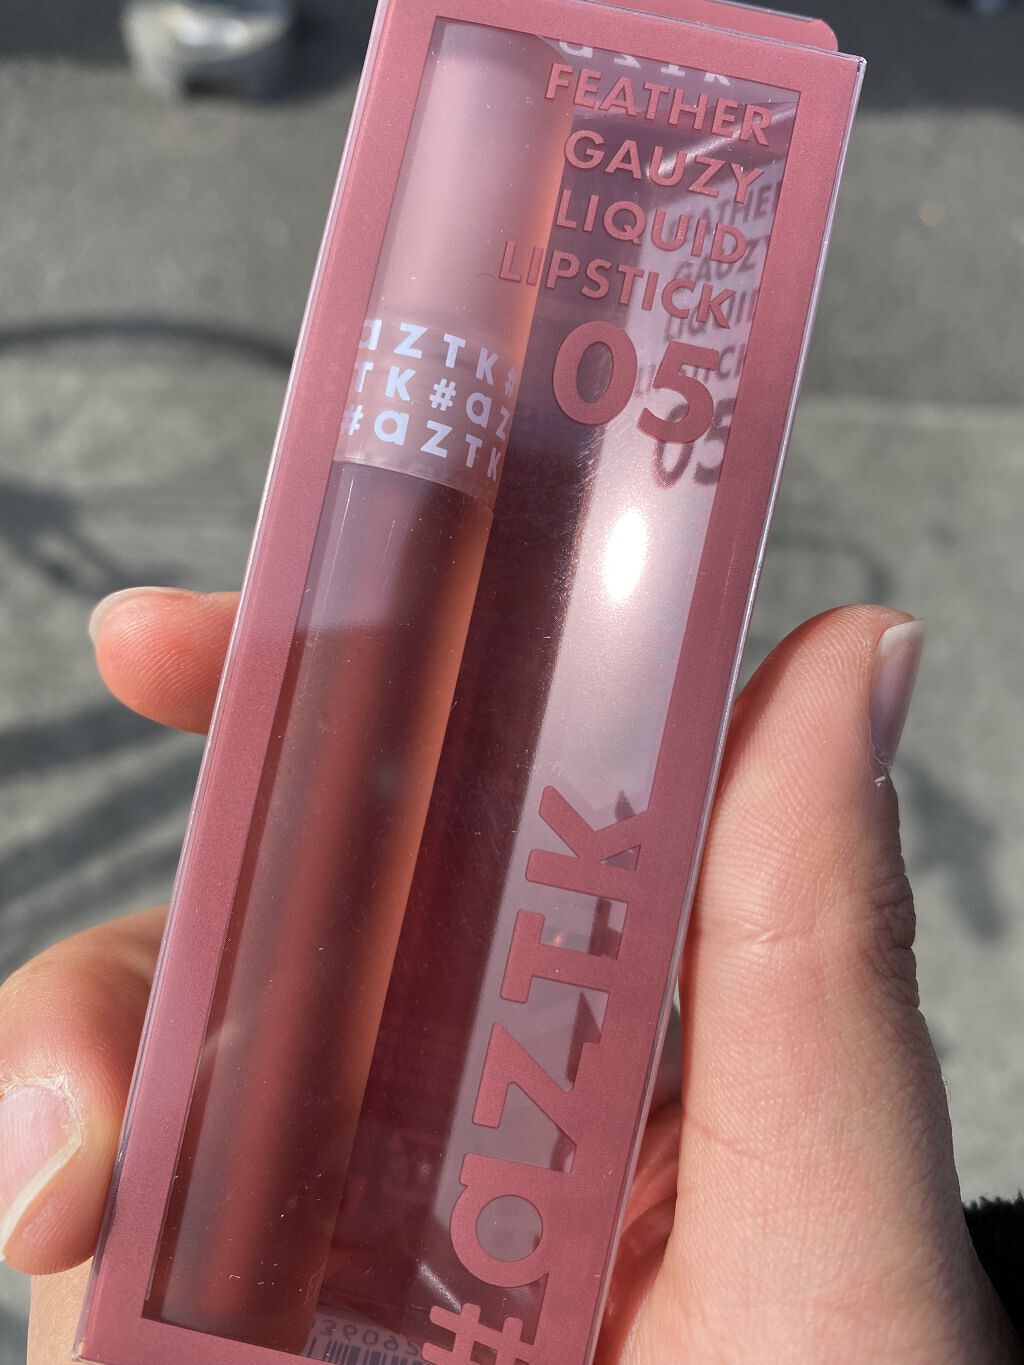 FEATHER
GAUZY
LIQUID
LIPSTICK
05
aZTK#
TK#aZ
#aZTK
#aZTK